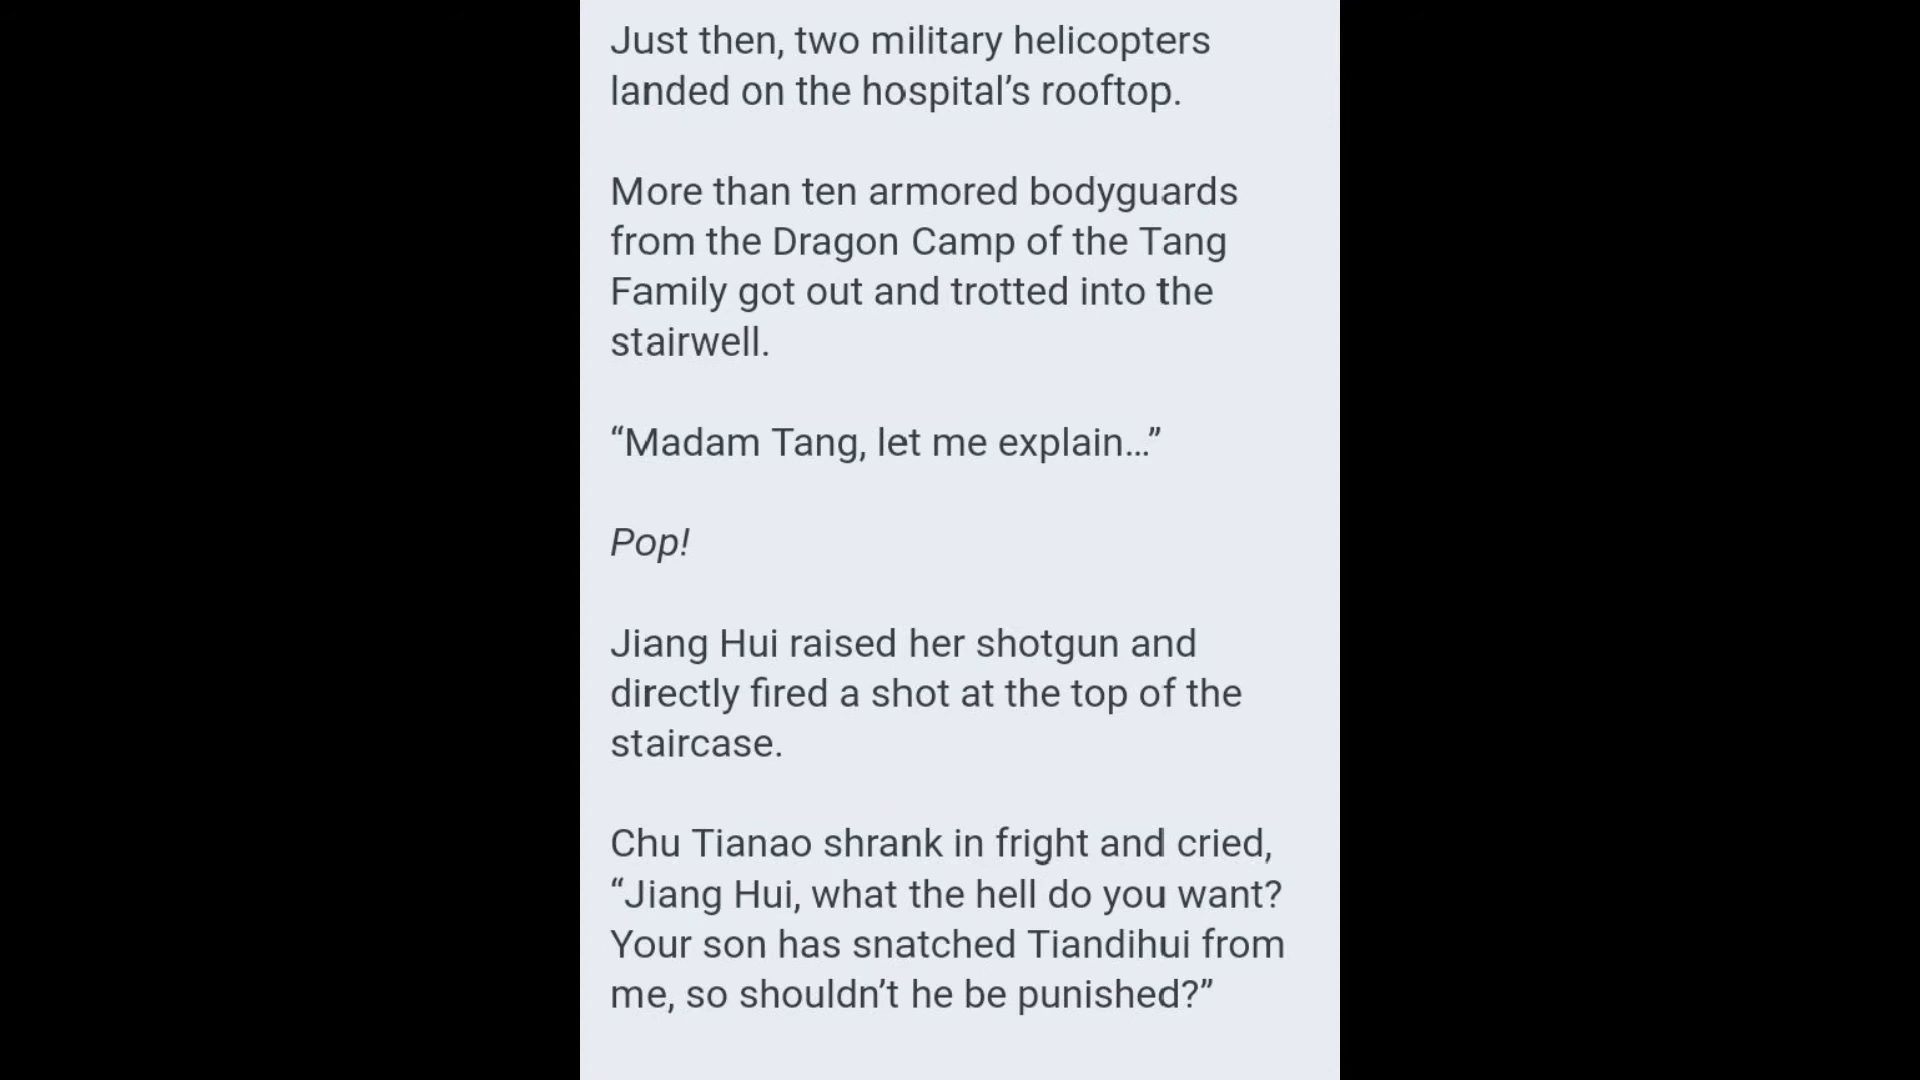 Just then, two military helicopters
landed on the hospital’s rooftop.
More than ten armored bodyguards
from the Dragon Camp of the Tang
Family got out and trotted into the
stairwell.
“Madam Tang, let me explain…”
Pop!
Jiang Hui raised her shotgun and
directly fired a shot at the top of the
staircase.
Chu Tianao shrank in fright and cried,
“Jiang Hui, what the hell do you want?
Your son has snatched Tiandihui from
me, so shouldn’t he be punished?”